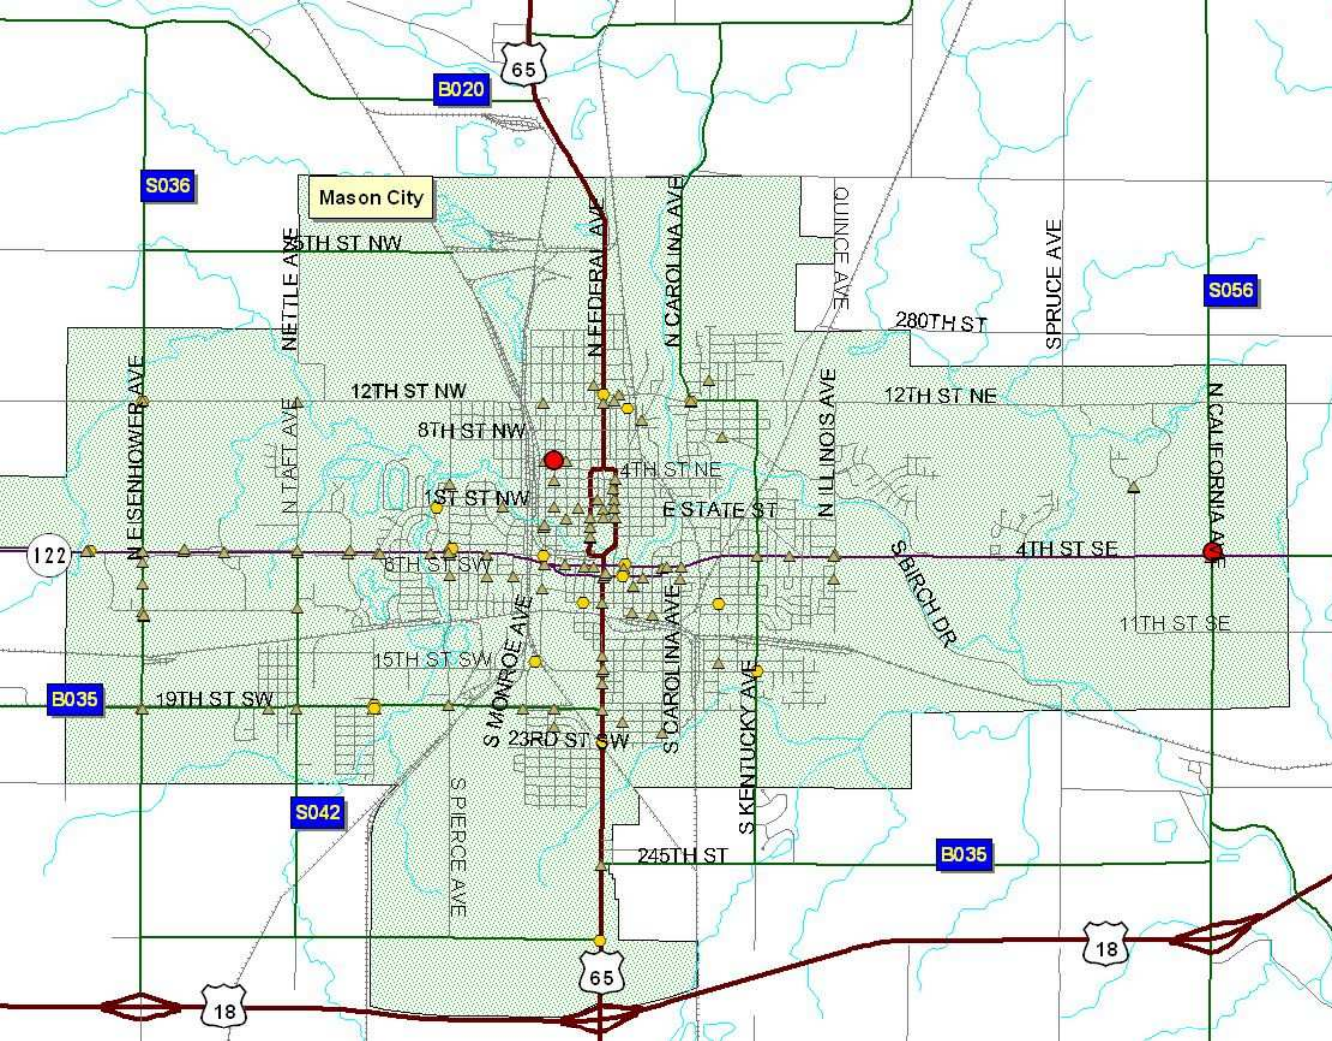 65
B020
S036
Mason City
25TH ST NW
NETTLE AVE
N FEDERAL AVE
N CAROLINA AVE
QUINCE AVE
SPRUCE AVE
S056
280TH ST
N EISENHOWER AVE
12TH ST NW
12TH ST NE
N TAFT AVE
8TH ST NW
N ILLINOIS AVE
N CALIFORNIA AVE
4TH ST NE
1ST ST NW
E STATE ST
122
6TH ST SW
4TH ST SE
S BIRCH DR
11TH ST SE
S MONROE AVE
S CAROLINA AVE
15TH ST SW
B035
19TH ST SW
S KENTUCKY AVE
23RD ST SW
S042
S PIERCE AVE
245TH ST
B035
18
65
18